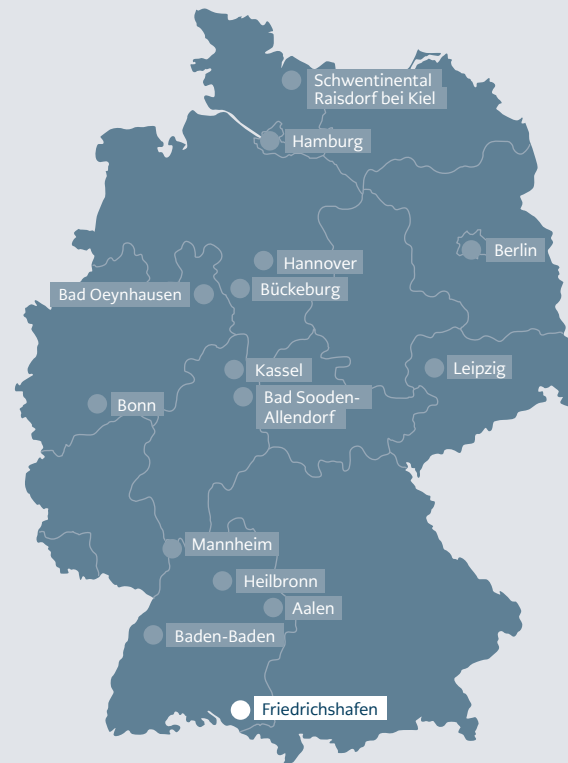 Schwentinental
Raisdorf bei Kiel
Hamburg
Berlin
Hannover
Bad Oeynhausen
Bückeburg
Kassel
Leipzig
Bad Sooden-
Allendorf
Bonn
Mannheim
Heilbronn
Aalen
Baden-Baden
Friedrichshafen